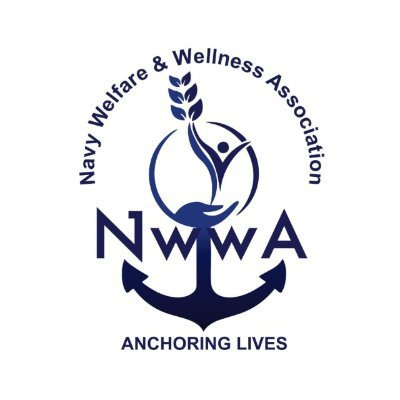 Navy Welfare & Wellness Association
NWWA
ANCHORING LIVES